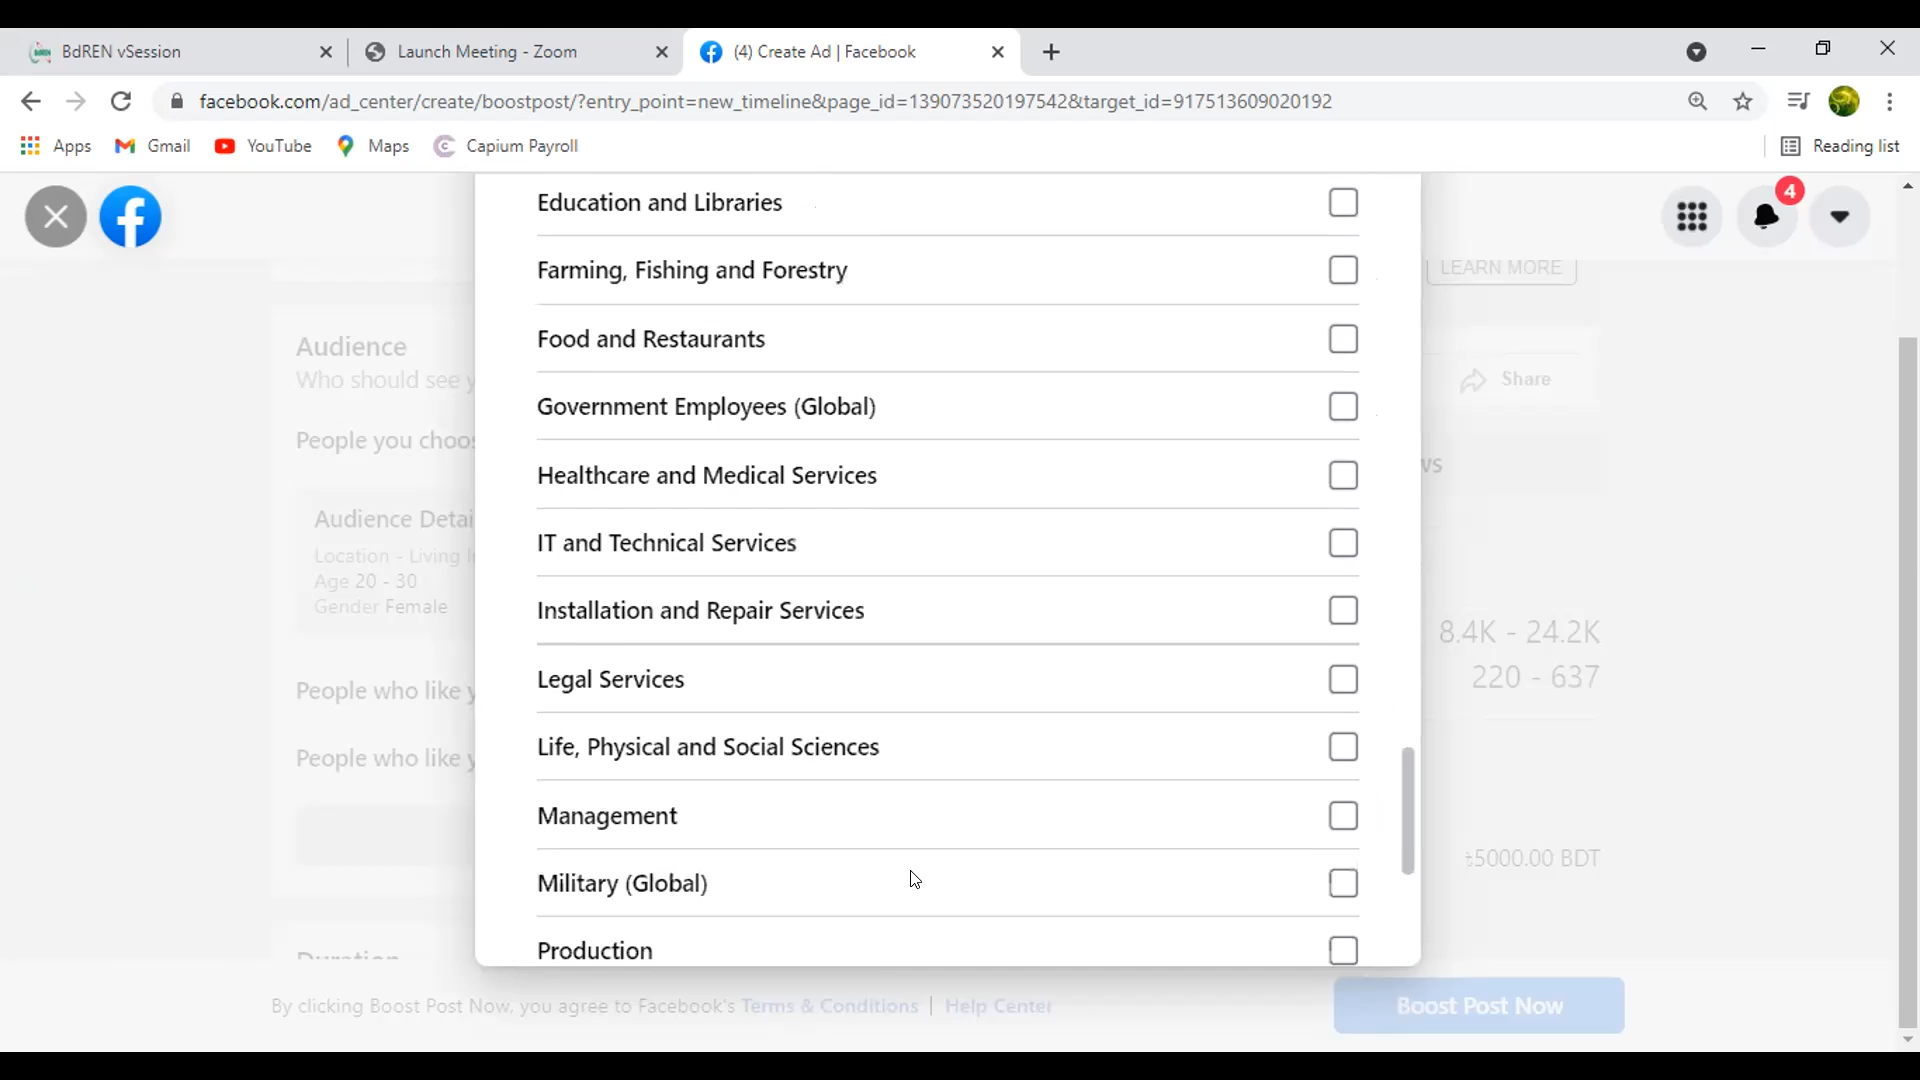 BdREN vSession
Launch Meeting - Zoom
(4) Create Ad | Facebook
facebook.com/ad_center/create/boostpost/?entry_point=new_timeline&page_id=139073520197542&target_id=917513609020192
Apps
Gmail
YouTube
Maps
Capium Payroll
Reading list
4
LEARN MORE
Education and Libraries
Farming, Fishing and Forestry
Food and Restaurants
Government Employees (Global)
Healthcare and Medical Services
IT and Technical Services
Installation and Repair Services
Legal Services
Life, Physical and Social Sciences
Management
Military (Global)
Production
Audience
Who should see
People you
Audience
Location - Living
Age 20 - 30
Gender Female
People who like
People who like
Duration
Share
8.4K - 24.2K
220 - 637
৳5000.00 BDT
By clicking Boost Post Now, you agree to Facebook's Terms & Conditions | Help Center
Boost Post Now